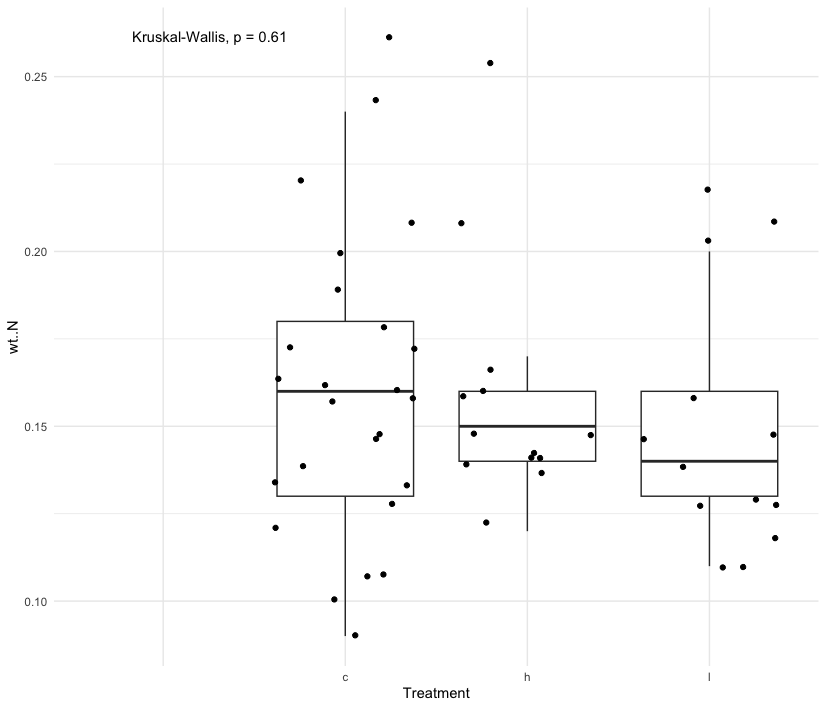 Kruskal-Wallis, p = 0.61
0.25
0.20
wt..N
0.15
0.10
c h l
Treatment